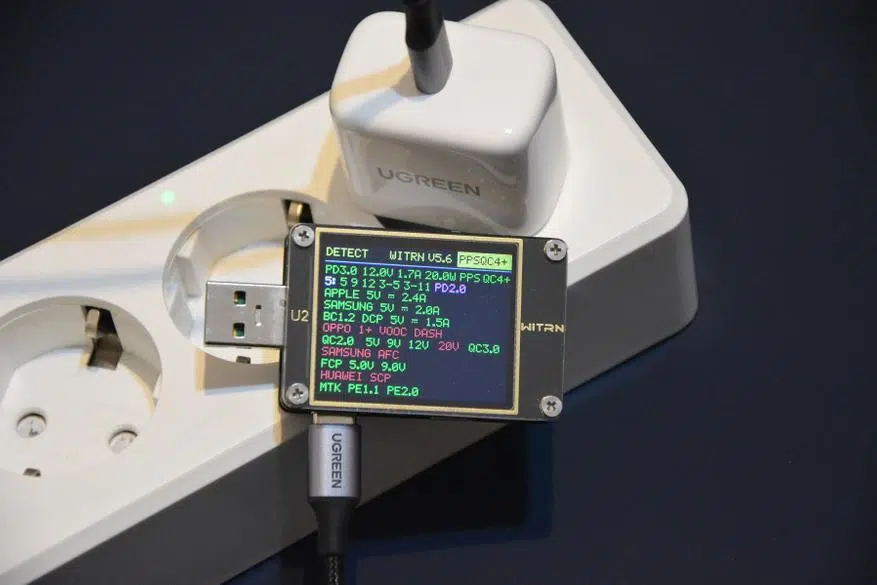 UGREEN
DETECT WITRN V5.6 PPSQC4+
PD3.0 12.0V 1.7A 20.0W PPS QC4+
5: 5 9 12 3-5 3-11 PD2.0
APPLE 5V = 2.4A
SAMSUNG 5V = 2.0A
BC1.2 DCP 5V = 1.5A
OPPO 1+ VOOC DASH
QC2.0 5V 9V 12V 20V QC3.0
SAMSUNG AFC
FCP 5.0V 9.0V
HUAWEI SCP
MTK PE1.1 PE2.0
U2
WITRN
UGREEN